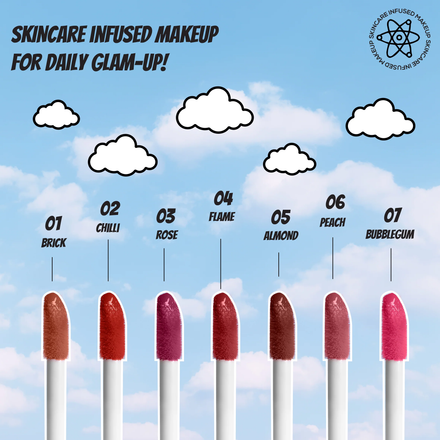 SKINCARE INFUSED MAKEUP
FOR DAILY GLAM-UP!
SKINCARE INFUSED MAKEUP SKINCARE INFUSED MAKEUP
01
BRICK
02
CHILLI
03
ROSE
04
FLAME
05
ALMOND
06
PEACH
07
BUBBLEGUM